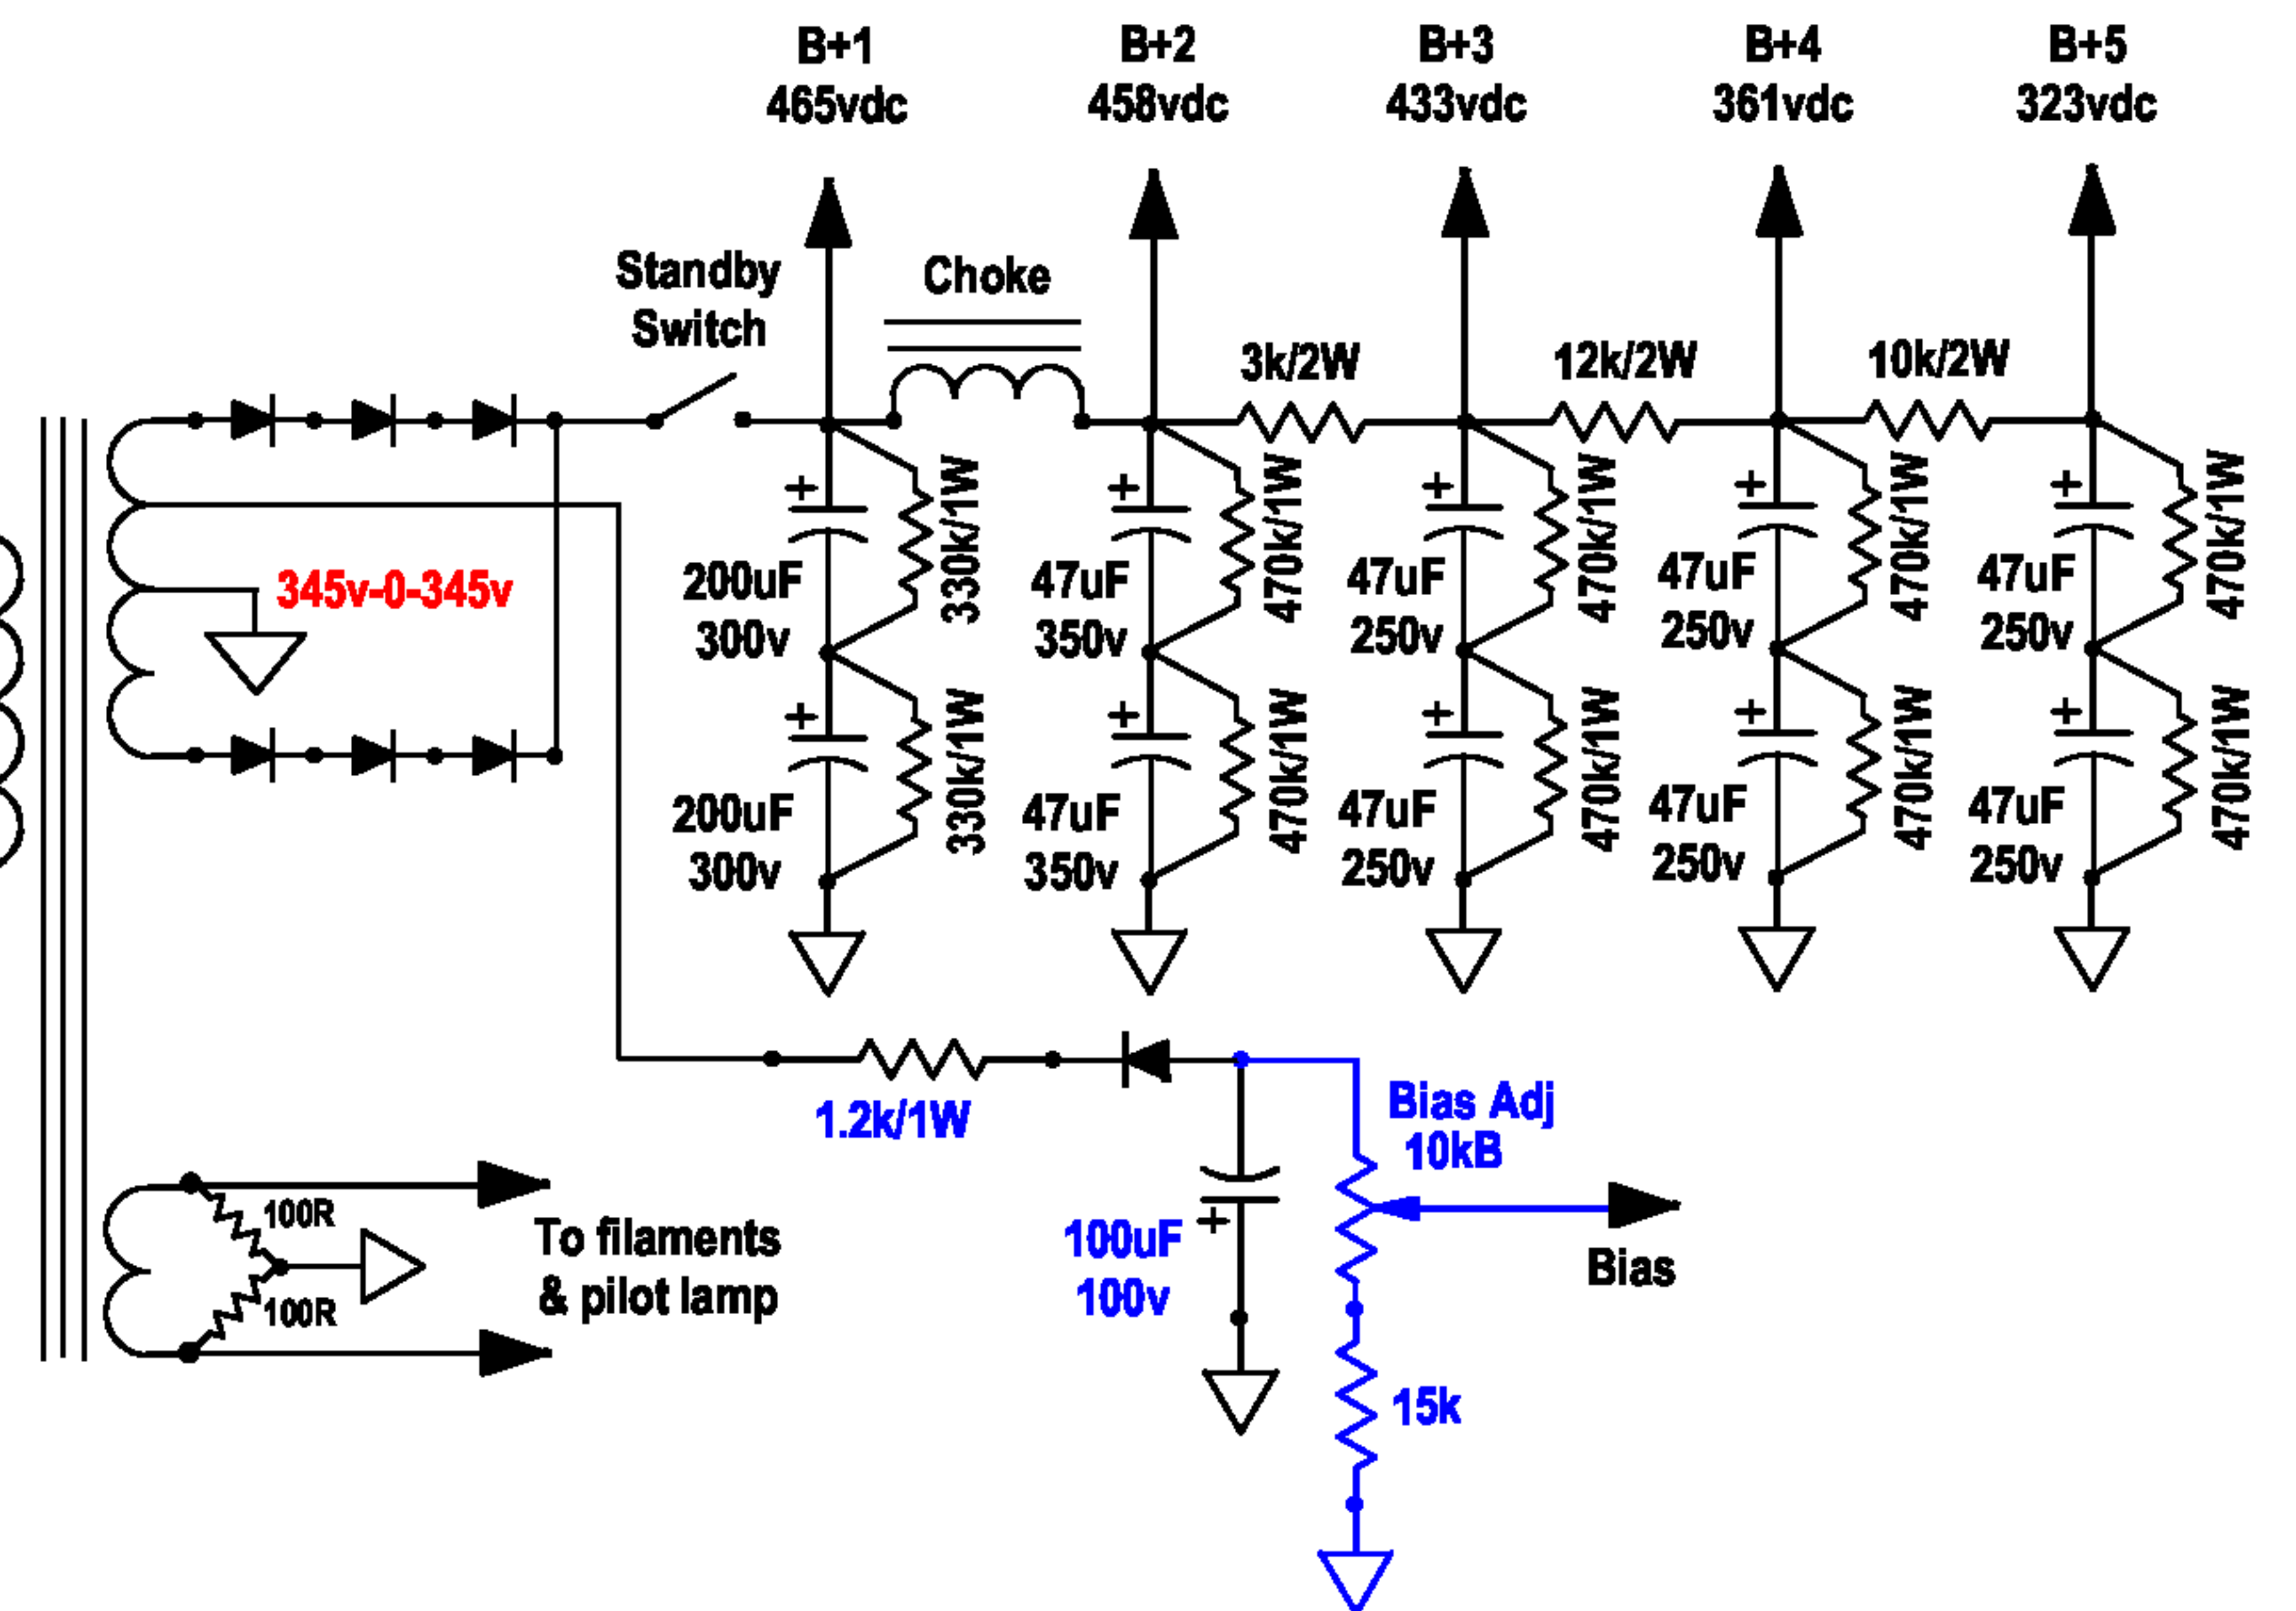 B+1
465vdc
B+2
458vdc
B+3
433vdc
B+4
361vdc
B+5
323vdc
Standby
Switch
Choke
3k/2W
12k/2W
10k/2W
345v-0-345v
+
200uF
300v
330k/1W
+
200uF
300v
330k/1W
+
47uF
350v
470k/1W
+
47uF
350v
470k/1W
+
47uF
250v
470k/1W
+
47uF
250v
470k/1W
+
47uF
250v
470k/1W
+
47uF
250v
470k/1W
+
47uF
250v
470k/1W
+
47uF
250v
470k/1W
1.2k/1W
Bias Adj
10kB
+
100uF
100v
Bias
15k
100R
100R
To filaments
& pilot lamp